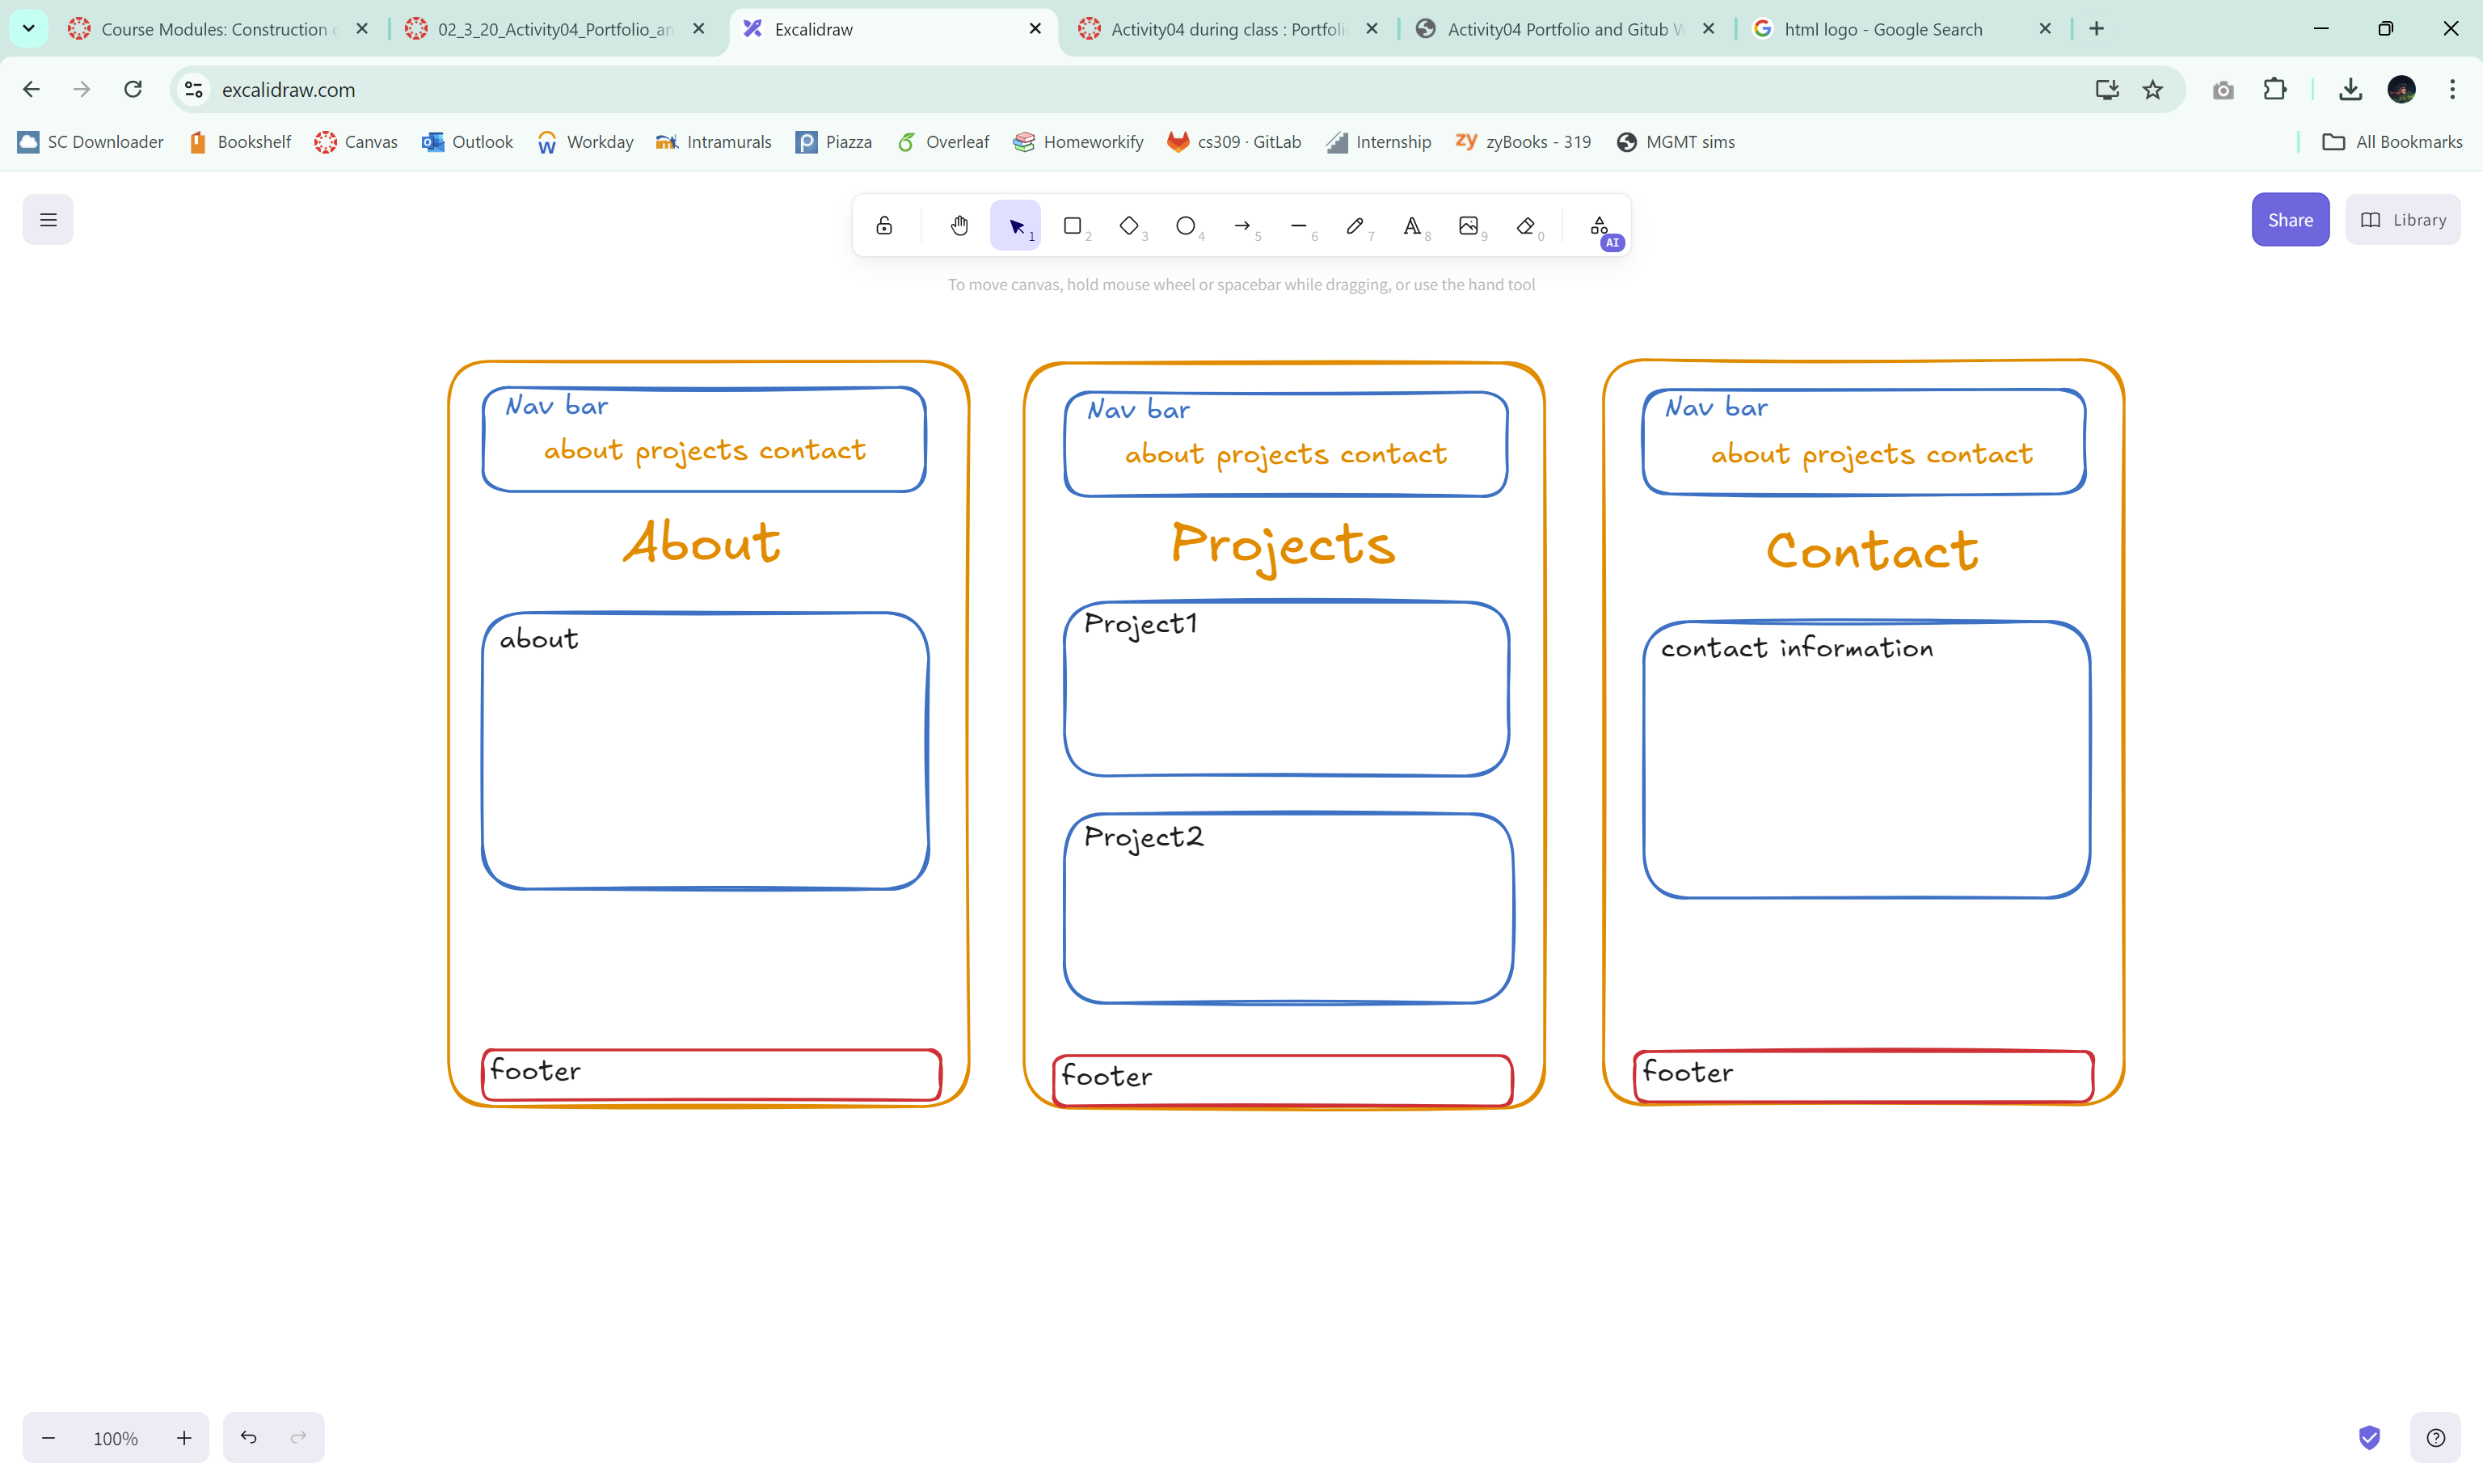 Course Modules: Construction
02_3_20_Activity04_Portfolio_an
Excalidraw
Activity04 during class : Portfoli
Activity04 Portfolio and Gitub
html logo - Google Search
excalidraw.com
SC Downloader
Bookshelf
Canvas
Outlook
Workday
Intramurals
Piazza
Overleaf
Homeworkify
cs309 · GitLab
Internship
zyBooks - 319
MGMT sims
All Bookmarks
1
2
3
4
5
6
7
8
9
0
AI
Share
Library
To move canvas, hold mouse wheel or spacebar while dragging, or use the hand tool
Nav bar
about projects contact
About
about
footer
Nav bar
about projects contact
Projects
Project1
Project2
footer
Nav bar
about projects contact
Contact
contact information
footer
100%